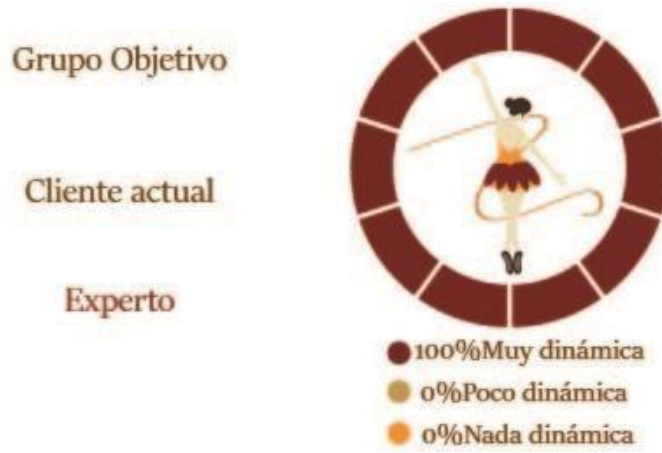 Grupo Objetivo
Cliente actual
Experto
100%Muy dinámica
0%Poco dinámica
0%Nada dinámica